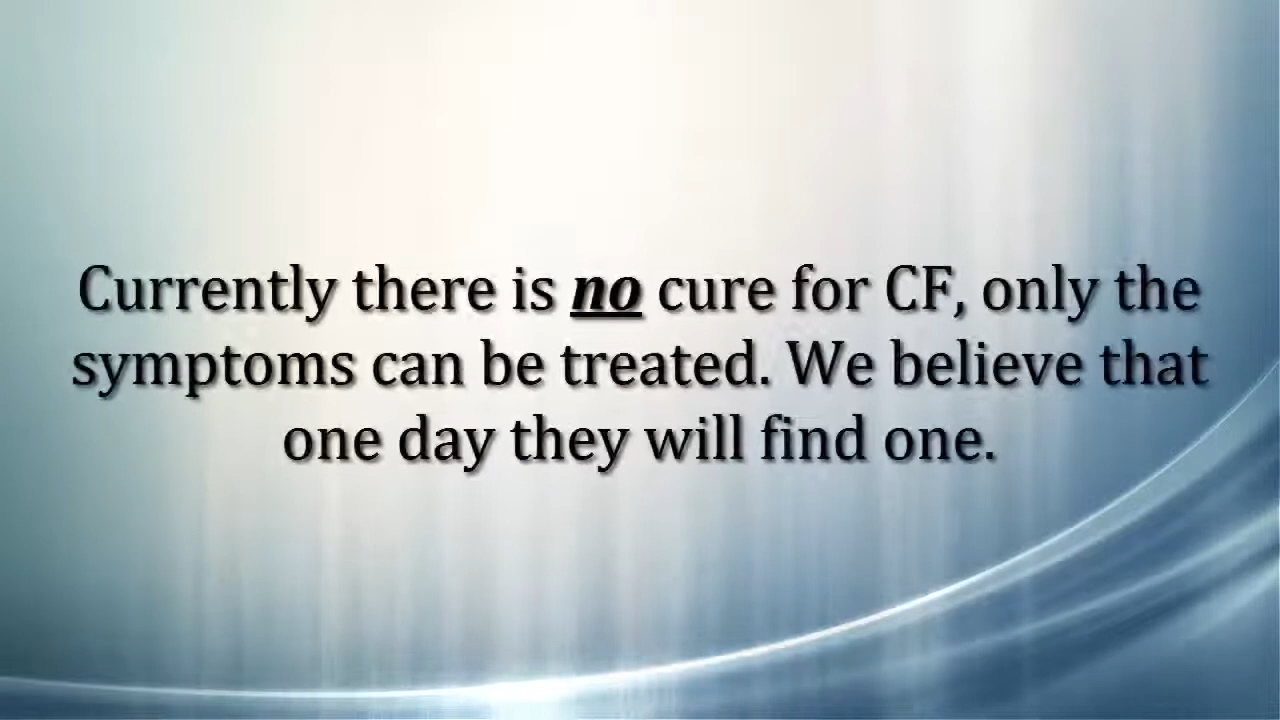 Currently there is no cure for CF, only the
symptoms can be treated. We believe that
one day they will find one.